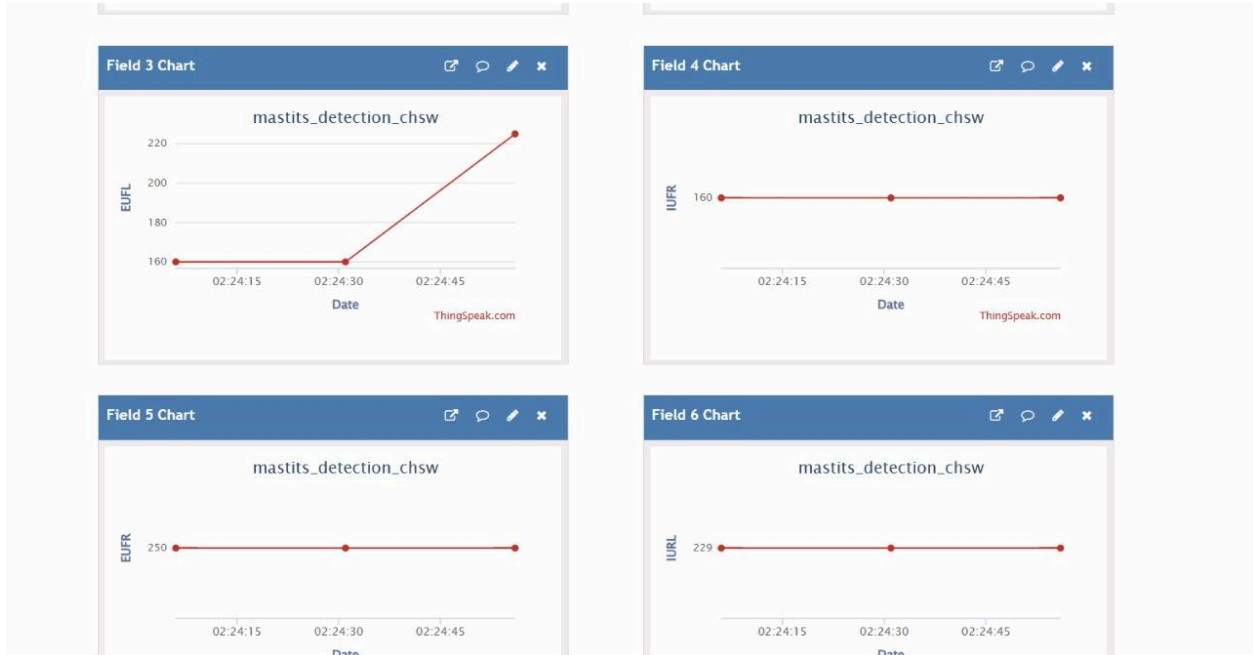 Field 3 Chart
mastits_detection_chsw
EUFL
220
200
180
160
02:24:15 02:24:30 02:24:45
Date
ThingSpeak.com
Field 4 Chart
mastits_detection_chsw
IUFR
160
02:24:15 02:24:30 02:24:45
Date
ThingSpeak.com
Field 5 Chart
mastits_detection_chsw
EUFR
250
02:24:15 02:24:30 02:24:45
Date
Field 6 Chart
mastits_detection_chsw
IURL
229
02:24:15 02:24:30 02:24:45
Date